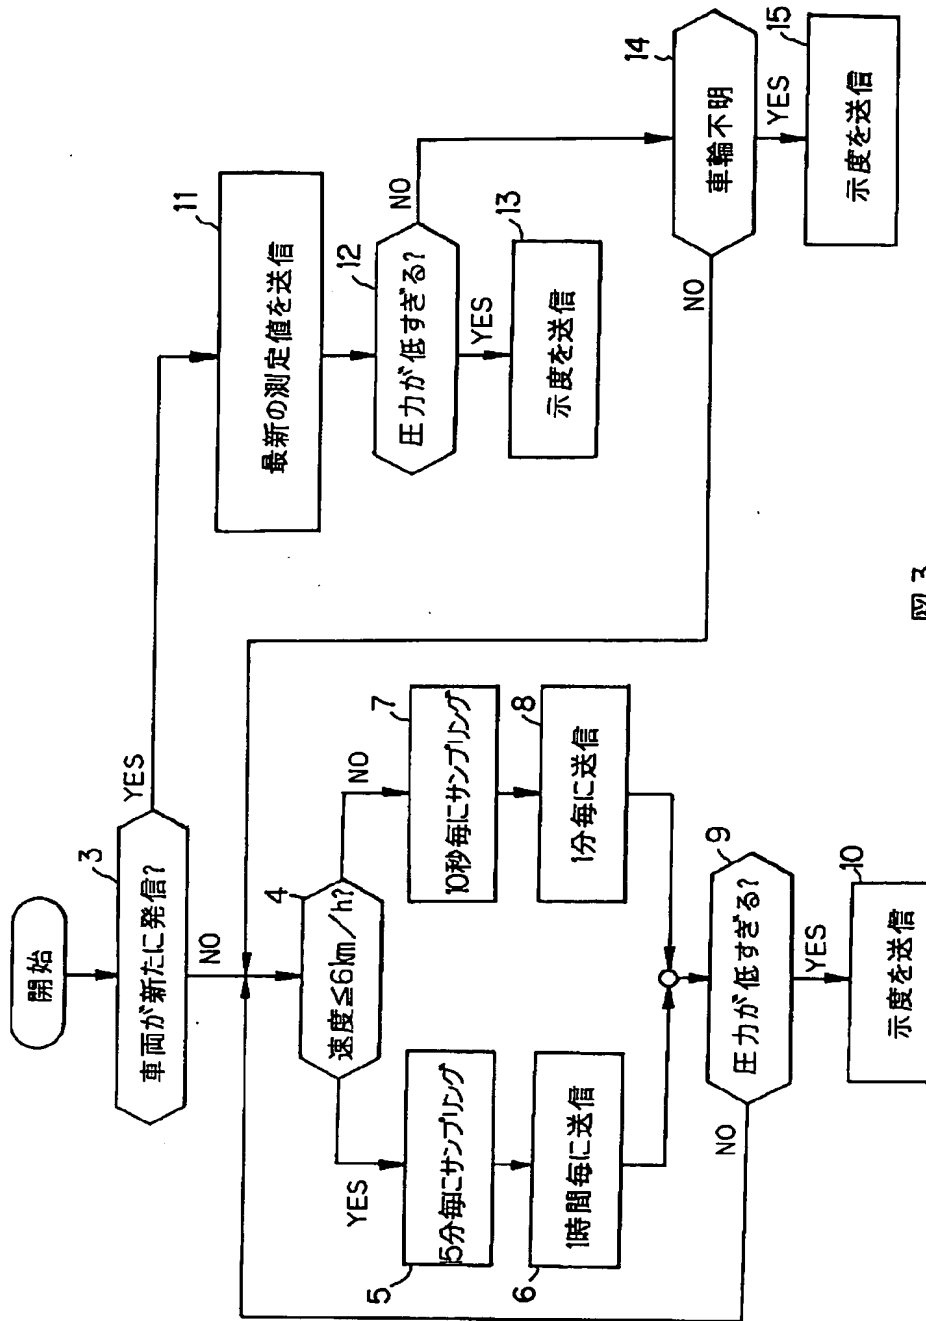 開始
3
車両が新たに発信?
YES
NO
4
速度≦6km/h?
YES
NO
5
15分毎にサンプリング
6
1時間毎に送信
7
10秒毎にサンプリング
8
1分毎に送信
9
圧力が低すぎる?
NO
YES
10
示度を送信
11
最新の測定値を送信
12
圧力が低すぎる?
NO
YES
13
示度を送信
14
車輪不明
NO
YES
15
示度を送信
図3